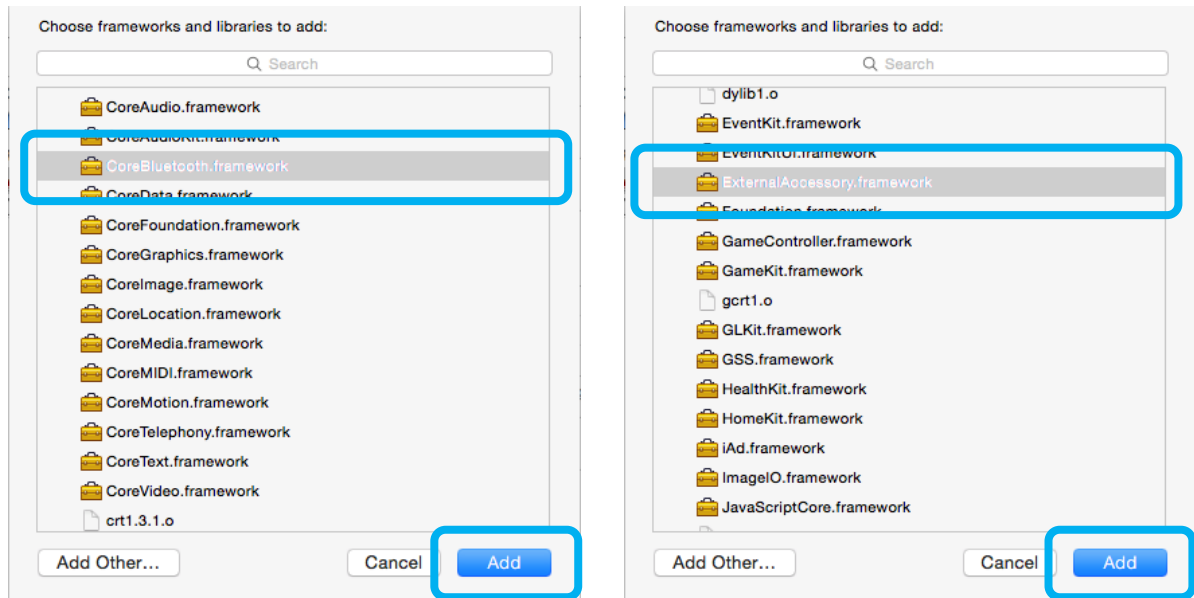 Choose frameworks and libraries to add:
Search
CoreAudio.framework
CoreAudioKit.framework
CoreBluetooth.framework
CoreData.framework
CoreFoundation.framework
CoreGraphics.framework
CoreImage.framework
CoreLocation.framework
CoreMedia.framework
CoreMIDI.framework
CoreMotion.framework
CoreTelephony.framework
CoreText.framework
CoreVideo.framework
crt1.3.1.o
Add Other...
Cancel
Add
Choose frameworks and libraries to add:
Search
dylib1.o
EventKit.framework
EventKitUI.framework
ExternalAccessory.framework
Foundation.framework
GameController.framework
GameKit.framework
gcrt1.o
GLKit.framework
GSS.framework
HealthKit.framework
HomeKit.framework
iAd.framework
ImageIO.framework
JavaScriptCore.framework
Add Other...
Cancel
Add